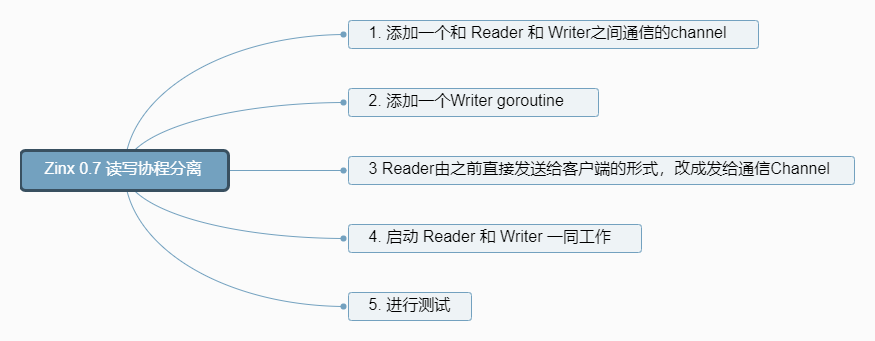 1. 添加一个和 Reader 和 Writer之间通信的channel
2. 添加一个Writer goroutine
Zinx 0.7 读写协程分离
3 Reader由之前直接发送给客户端的形式，改成发给通信Channel
4. 启动 Reader 和 Writer 一同工作
5. 进行测试